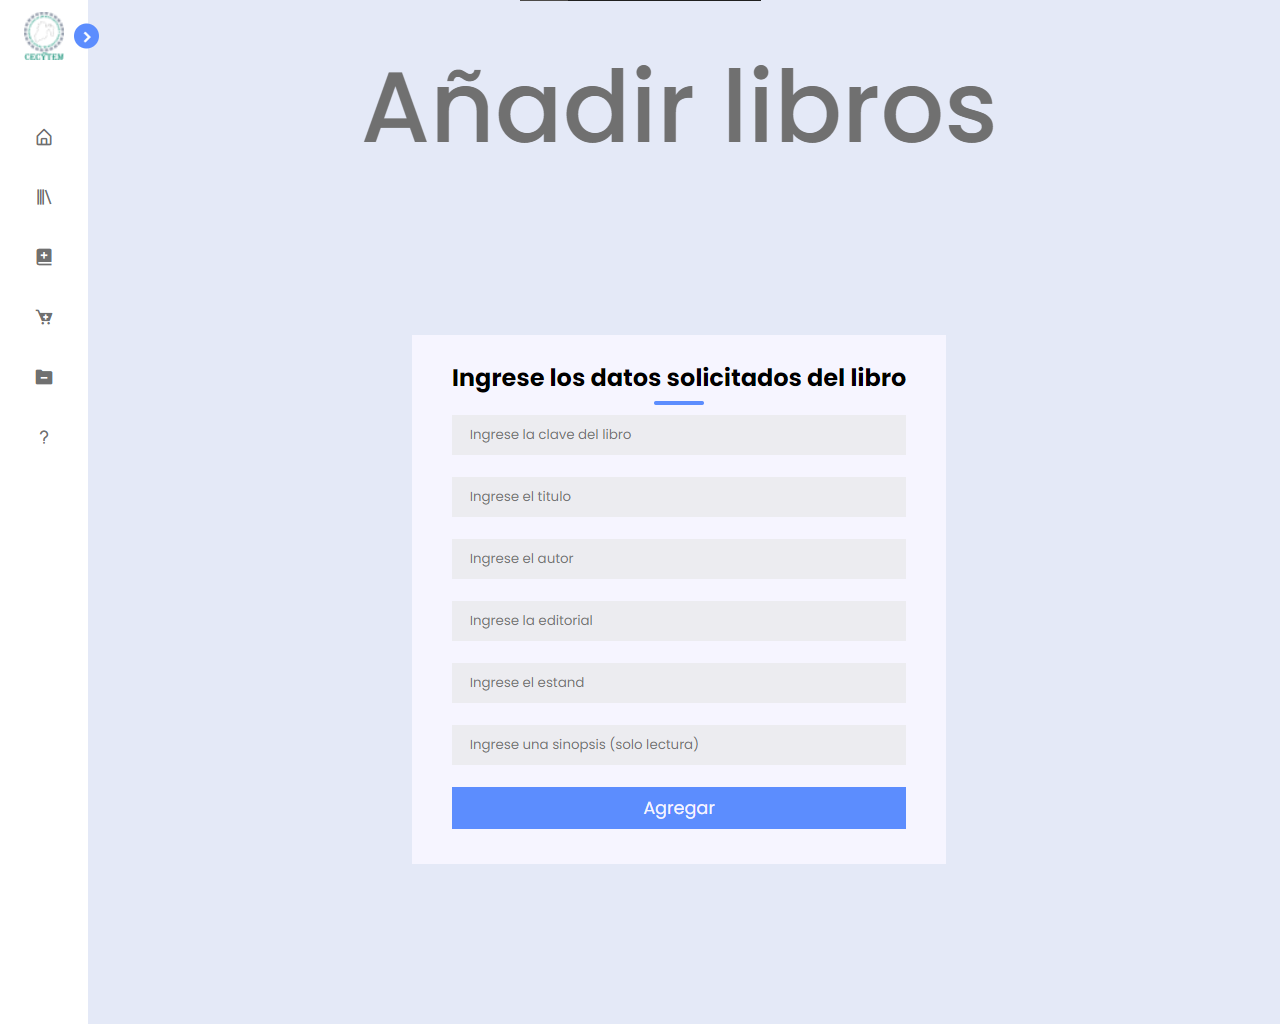 CECYTEM
Añadir libros
Ingrese los datos solicitados del libro
Ingrese la clave del libro
Ingrese el titulo
Ingrese el autor
Ingrese la editorial
Ingrese el estand
Ingrese una sinopsis (solo lectura)
Agregar